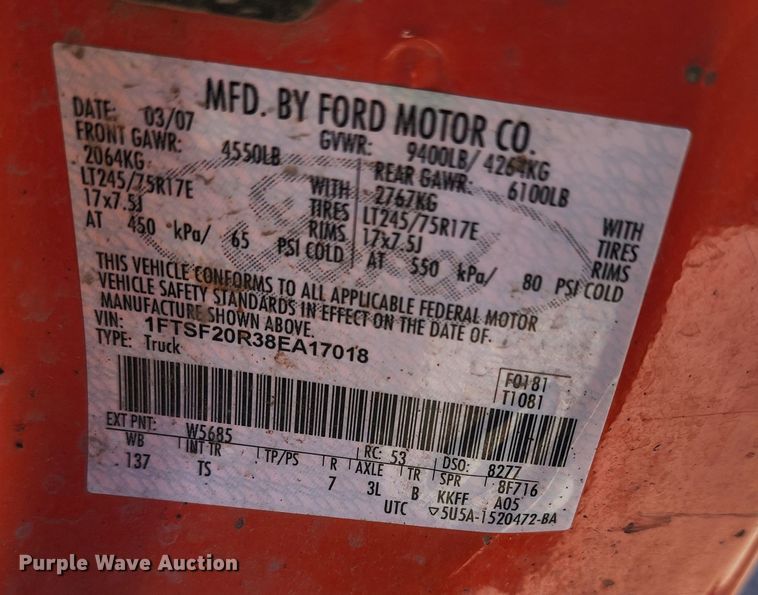 MFD. BY FORD MOTOR CO.
DATE: 03/07 GVWR: 9400LB/ 4264KG
FRONT GAWR: 4550LB REAR GAWR: 6100LB
2064KG 2767KG
LT245/75R17E WITH TIRES LT245/75R17E WITH TIRES
17x7.5J RIMS 17x7.5J RIMS
AT 450 kPa/ 65 PSI COLD AT 550 kPa/ 80 PSI COLD
THIS VEHICLE CONFORMS TO ALL APPLICABLE FEDERAL MOTOR
VEHICLE SAFETY STANDARDS IN EFFECT ON THE DATE OF
MANUFACTURE SHOWN ABOVE.
VIN: 1FTSF20R38EA17018
TYPE: Truck
F0181
T1081
EXT PNT: W5685 RC: 53 DSO: 8277
WB INT TR TP/PS R AXLE TR SPR 8F716
137 TS 7 3L B KKFF A05
UTC ▽5U5A-1520472-BA
Purple Wave Auction